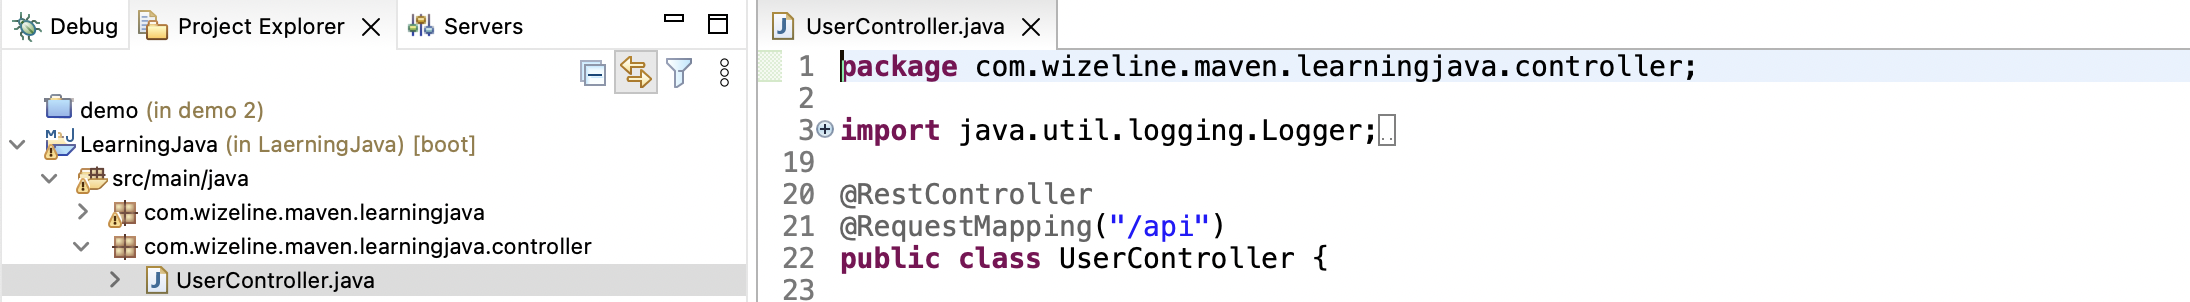 Debug Project Explorer Servers
demo (in demo 2)
LearningJava (in LaerningJava) [boot]
src/main/java
com.wizeline.maven.learningjava
com.wizeline.maven.learningjava.controller
UserController.java
UserController.java
1 package com.wizeline.maven.learningjava.controller;
2
3 import java.util.logging.Logger;
19
20 @RestController
21 @RequestMapping("/api")
22 public class UserController {
23